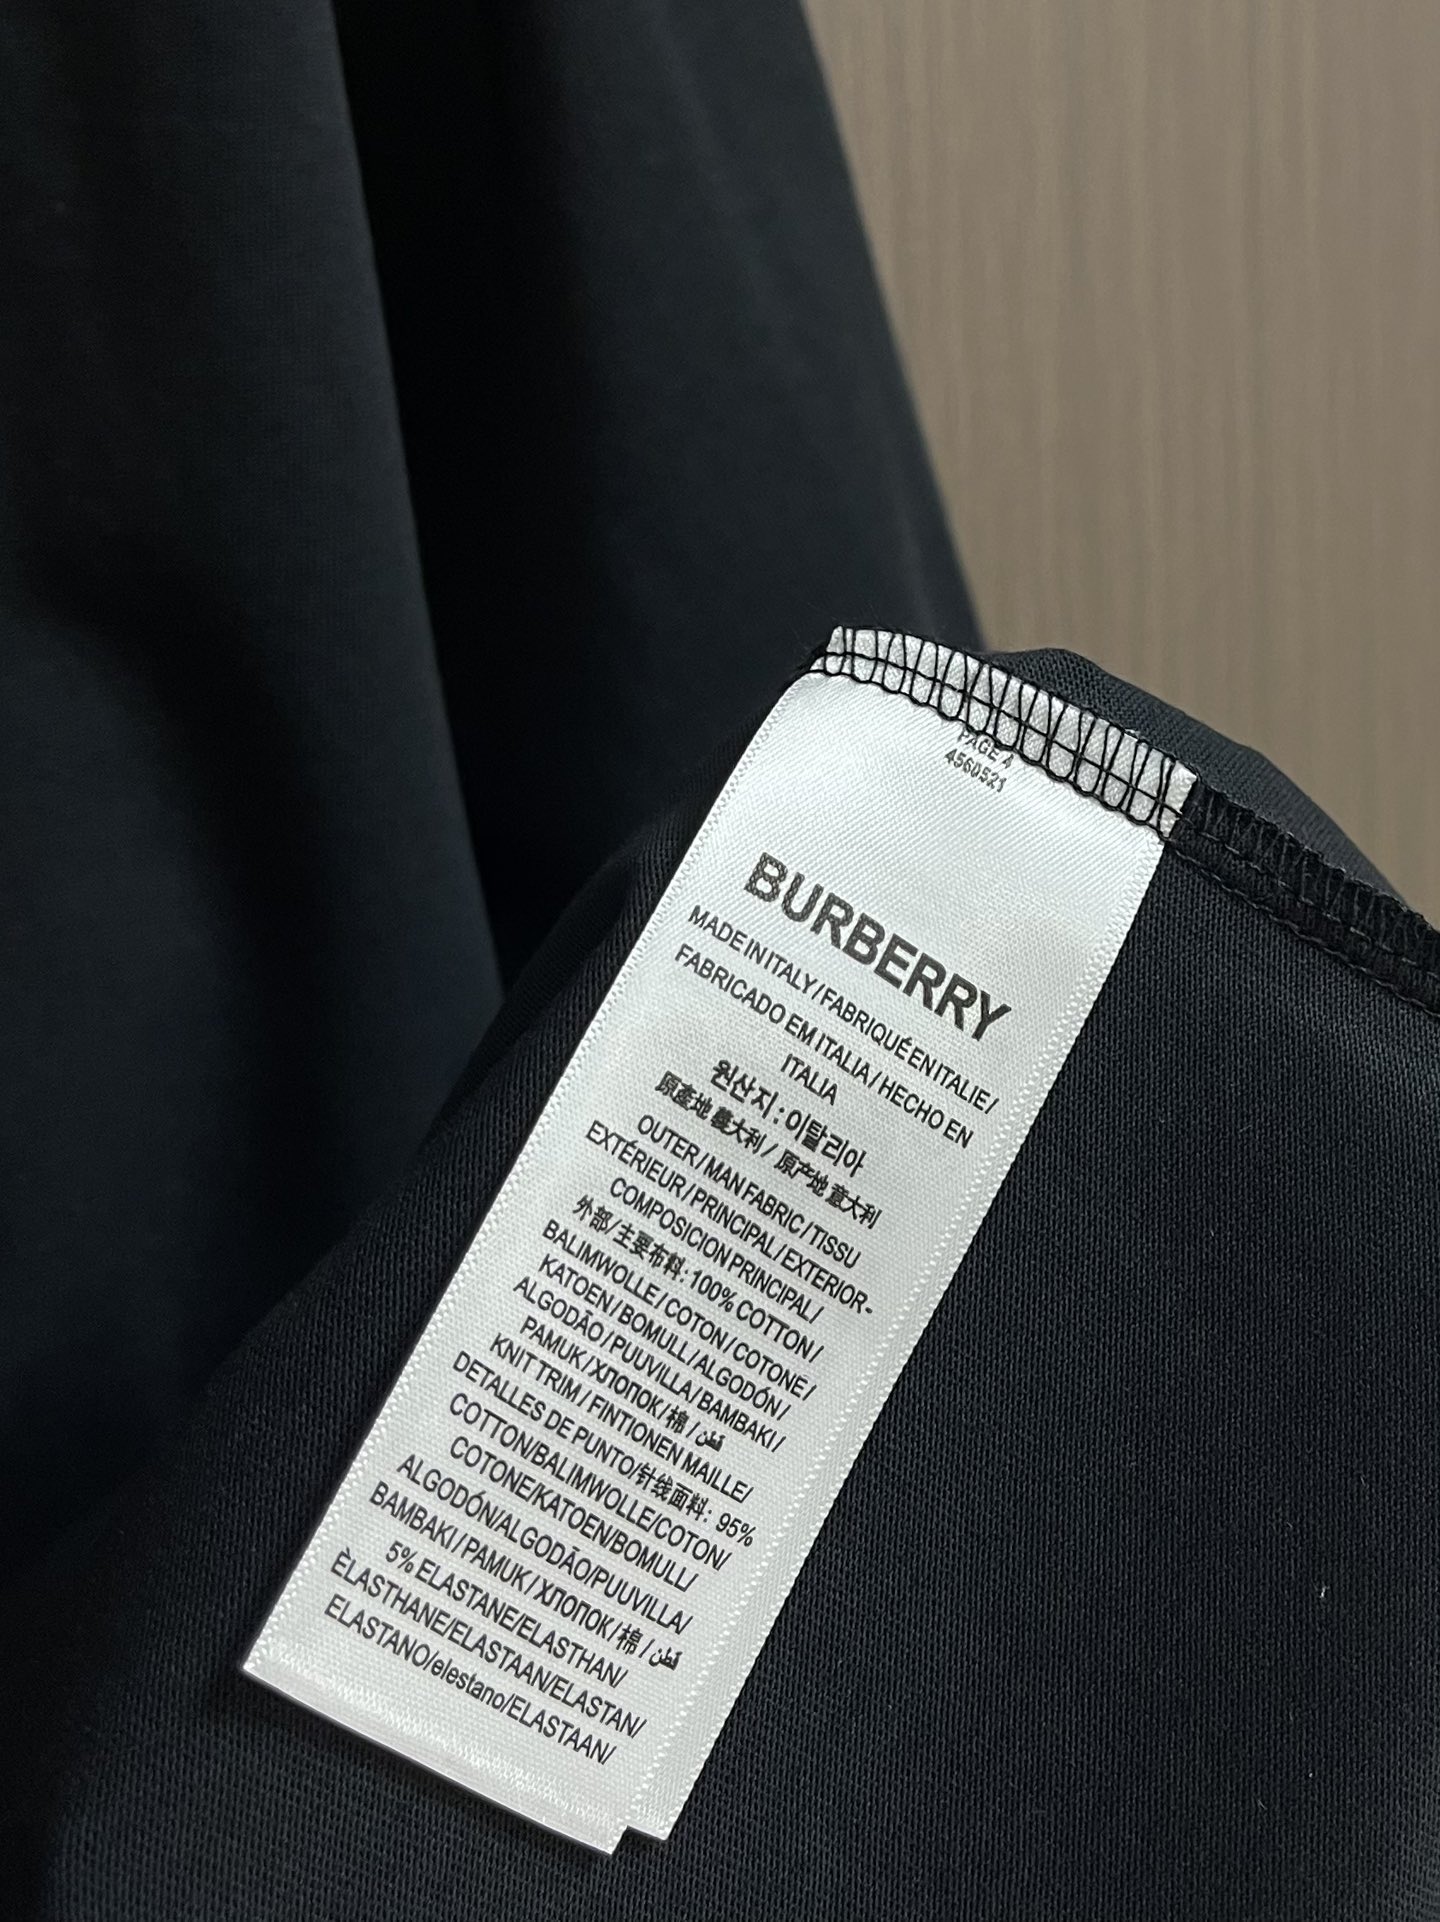 PAGE 4
4560521
BURBERRY
MADE IN ITALY/FABRIQUÉ EN ITALIE/
FABRICADO EM ITALIA/HECHO EN
ITALIA
원산지:이탈리아
原產地 義大利/原产地 意大利
OUTER/MAN FABRIC/TISSU
EXTÉRIEUR/PRINCIPAL/EXTERIOR-
COMPOSICION PRINCIPAL/
外部/主要布料:100% COTTON/
BALIMWOLLE/COTON/COTONE/
KATOEN/BOMULL/ALGODÓN/
ALGODÃO/PUUVILLA/BAMBAKI/
PAMUK/ХЛОПОК/棉/قطن
KNIT TRIM/FINTIONEN MAILLE/
DETALLES DE PUNTO/针线面料: 95%
COTTON/BALIMWOLLE/COTON/
COTONE/KATOEN/BOMULL/
ALGODÓN/ALGODÃO/PUUVILLA/
BAMBAKI/PAMUK/ХЛОПОК/棉/قطن
5% ELASTANE/ELASTHAN/
ÈLASTHANE/ELASTAAN/ELASTAN/
ELASTANO/elestano/ELASTAAN/